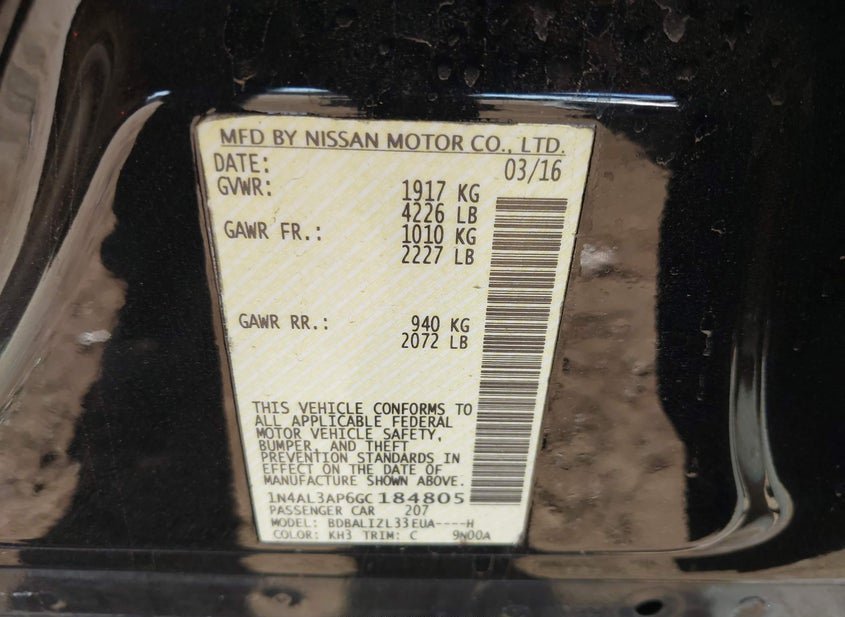 MFD BY NISSAN MOTOR CO., LTD.
DATE: 03/16
GVWR: 1917 KG
4226 LB
GAWR FR.: 1010 KG
2227 LB
GAWR RR.: 940 KG
2072 LB
THIS VEHICLE CONFORMS TO
ALL APPLICABLE FEDERAL
MOTOR VEHICLE SAFETY,
BUMPER, AND THEFT
PREVENTION STANDARDS IN
EFFECT ON THE DATE OF
MANUFACTURE SHOWN ABOVE.
1N4AL3AP6GC184805
PASSENGER CAR 207
MODEL: BDBALIZL33EUA----H
COLOR: KH3 TRIM: C 9N00A